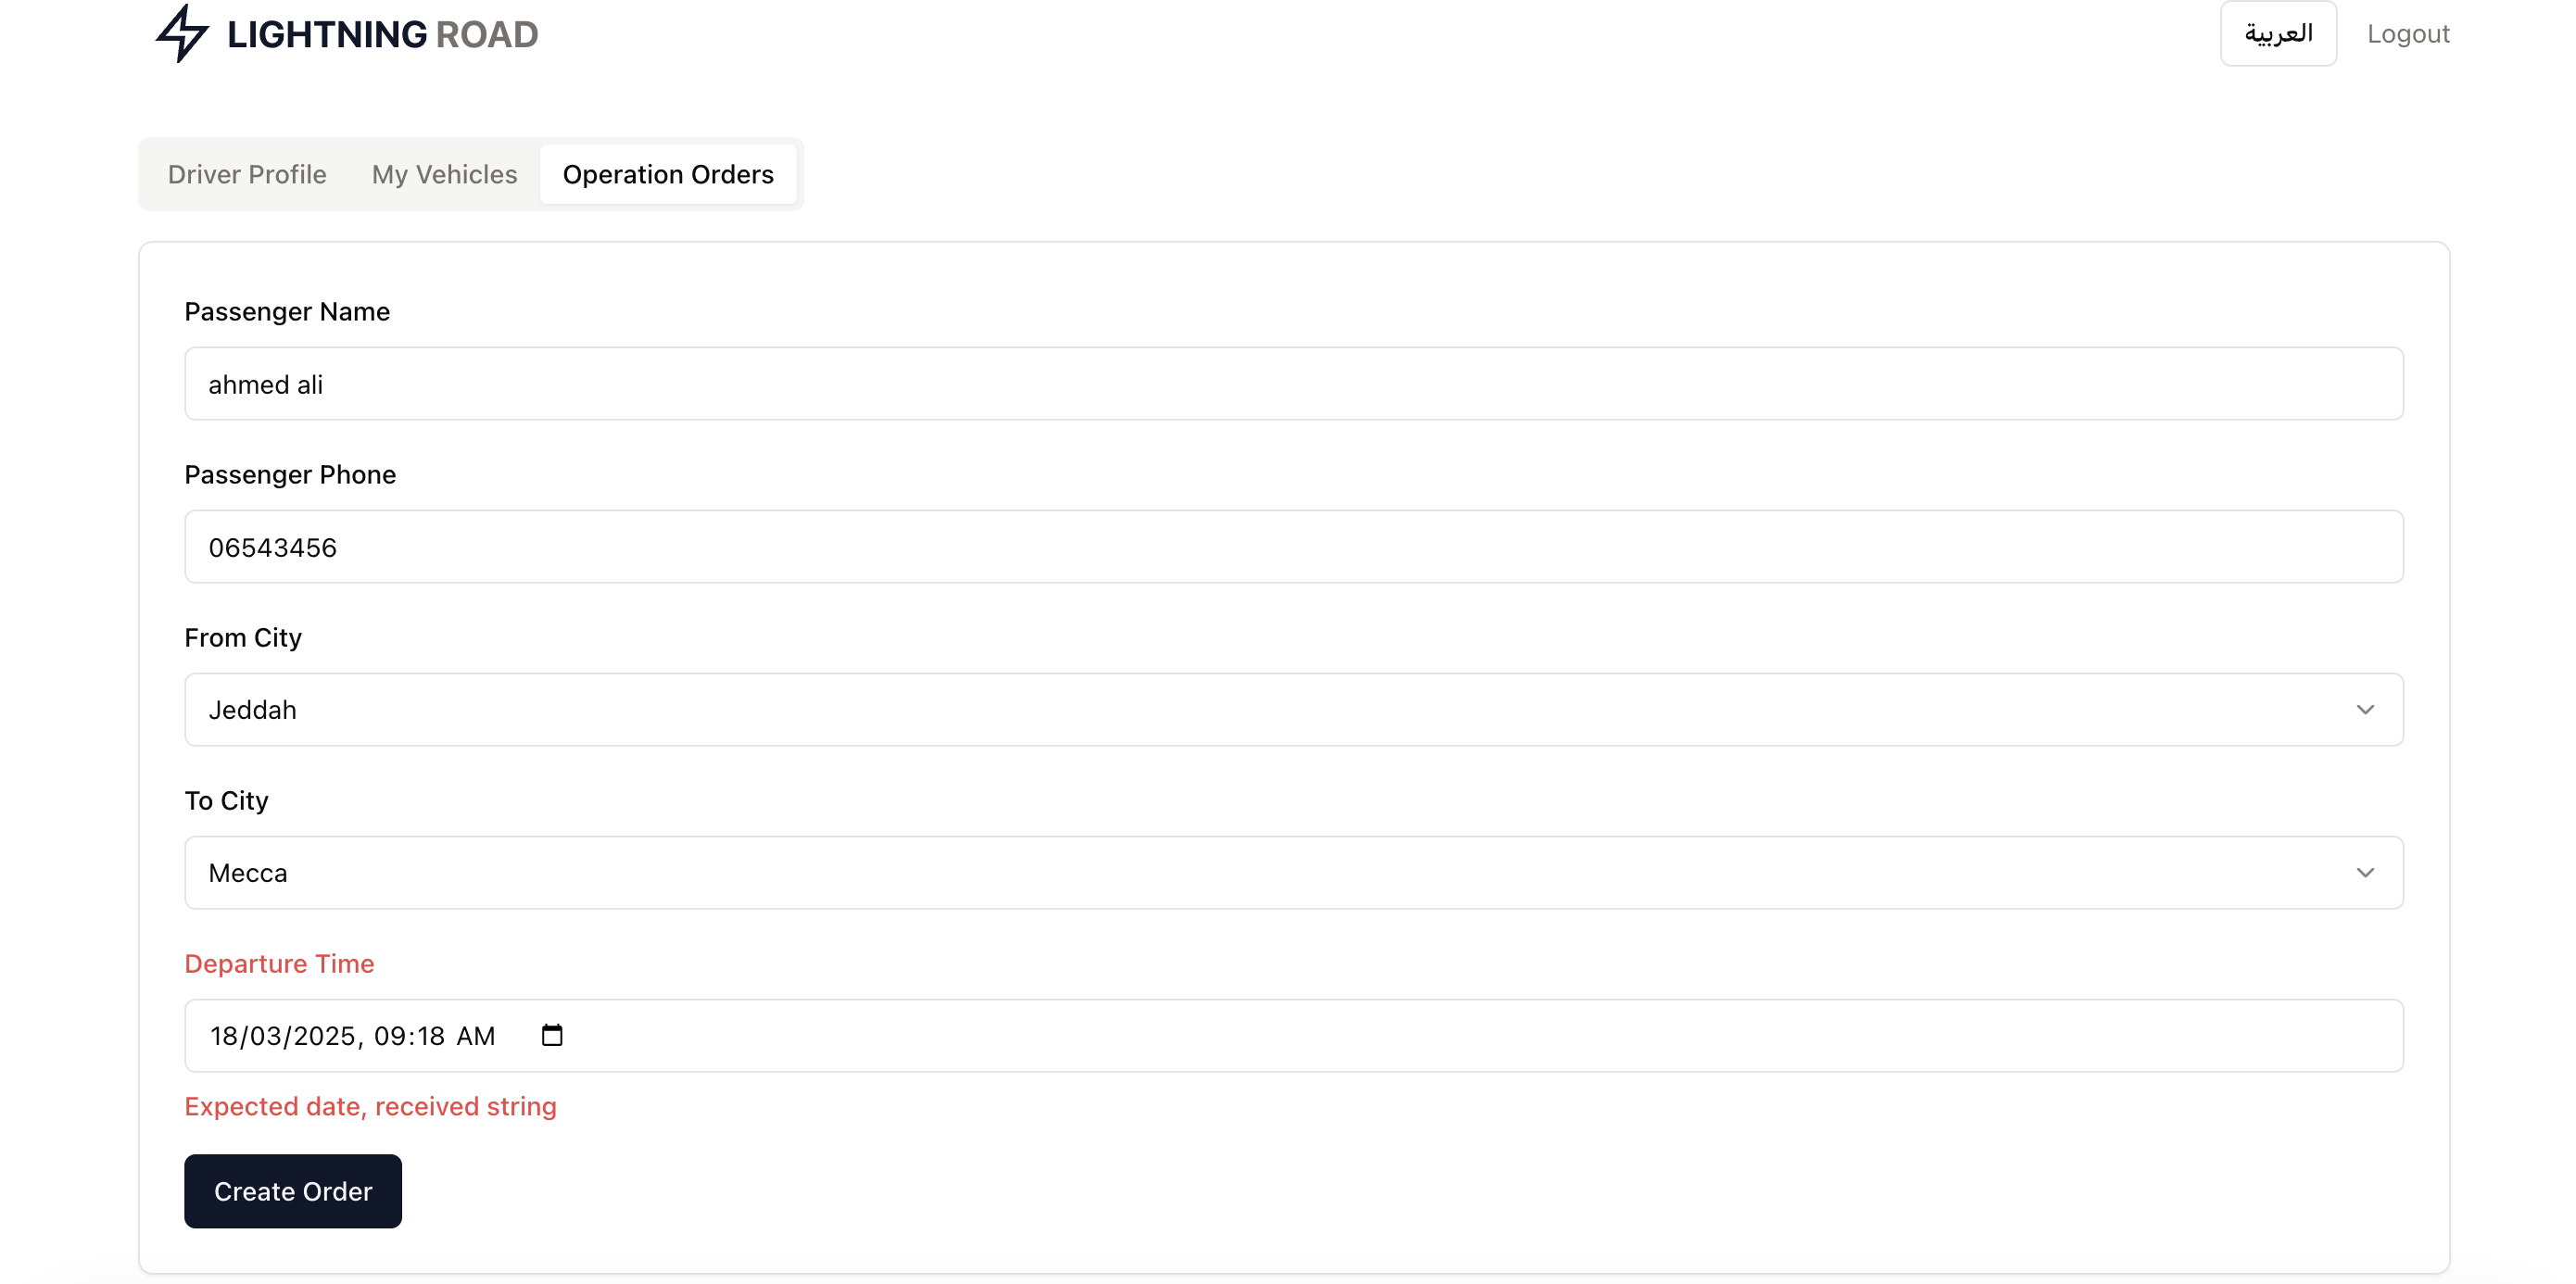 LIGHTNING ROAD
العربية
Logout
Driver Profile
My Vehicles
Operation Orders
Passenger Name
ahmed ali
Passenger Phone
06543456
From City
Jeddah
To City
Mecca
Departure Time
18/03/2025, 09:18 AM
Expected date, received string
Create Order